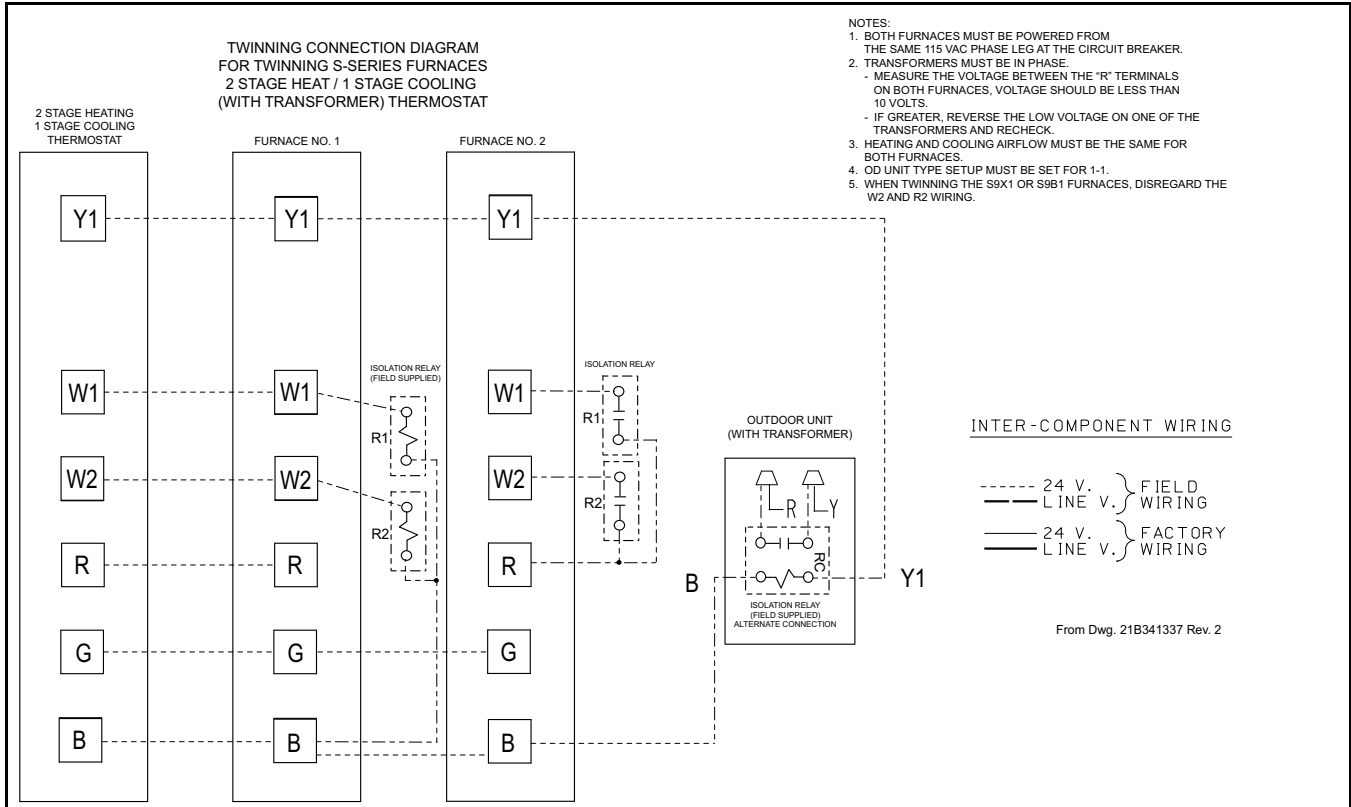 TWINNING CONNECTION DIAGRAM
FOR TWINNING S-SERIES FURNACES
2 STAGE HEAT / 1 STAGE COOLING
(WITH TRANSFORMER) THERMOSTAT
NOTES:
1. BOTH FURNACES MUST BE POWERED FROM
THE SAME 115 VAC PHASE LEG AT THE CIRCUIT BREAKER.
2. TRANSFORMERS MUST BE IN PHASE.
- MEASURE THE VOLTAGE BETWEEN THE "R" TERMINALS
ON BOTH FURNACES, VOLTAGE SHOULD BE LESS THAN
10 VOLTS.
- IF GREATER, REVERSE THE LOW VOLTAGE ON ONE OF THE
TRANSFORMERS AND RECHECK.
3. HEATING AND COOLING AIRFLOW MUST BE THE SAME FOR
BOTH FURNACES.
4. OD UNIT TYPE SETUP MUST BE SET FOR 1-1.
5. WHEN TWINNING THE S9X1 OR S9B1 FURNACES, DISREGARD THE
W2 AND R2 WIRING.
2 STAGE HEATING
1 STAGE COOLING
THERMOSTAT
Y1
W1
W2
R
G
B
FURNACE NO. 1
Y1
W1
W2
R
G
B
ISOLATION RELAY
(FIELD SUPPLIED)
R1
R2
FURNACE NO. 2
Y1
W1
W2
R
G
B
ISOLATION RELAY
R1
R2
OUTDOOR UNIT
(WITH TRANSFORMER)
R
Y
RC
B
Y1
ISOLATION RELAY
(FIELD SUPPLIED)
ALTERNATE CONNECTION
INTER-COMPONENT WIRING
24 V.
LINE V.
FIELD
WIRING
24 V.
LINE V.
FACTORY
WIRING
From Dwg. 21B341337 Rev. 2